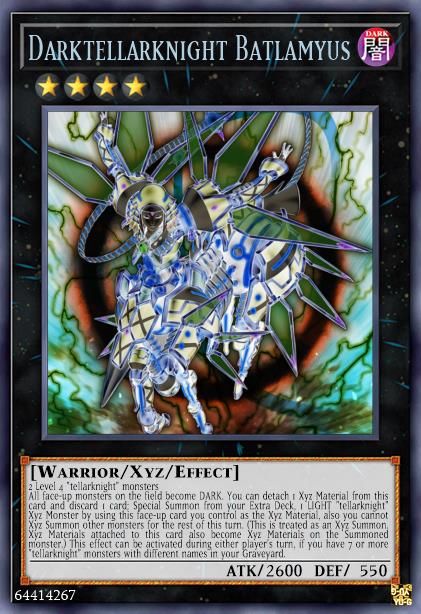 DARKTELLARKNIGHT BATLAMYUS
DARK
闇
[WARRIOR/XYZ/EFFECT]
2 Level 4 "tellarknight" monsters
All face-up monsters on the field become DARK. You can detach 1 Xyz Material from this
card and discard 1 card; Special Summon from your Extra Deck, 1 LIGHT "tellarknight"
Xyz Monster by using this face-up card you control as the Xyz Material, also you cannot
Xyz Summon other monsters for the rest of this turn. (This is treated as an Xyz Summon.
Xyz Materials attached to this card also become Xyz Materials on the Summoned
monster.) This effect can be activated during either player's turn, if you have 7 or more
"tellarknight" monsters with different names in your Graveyard.
ATK/2600 DEF/ 550
64414267